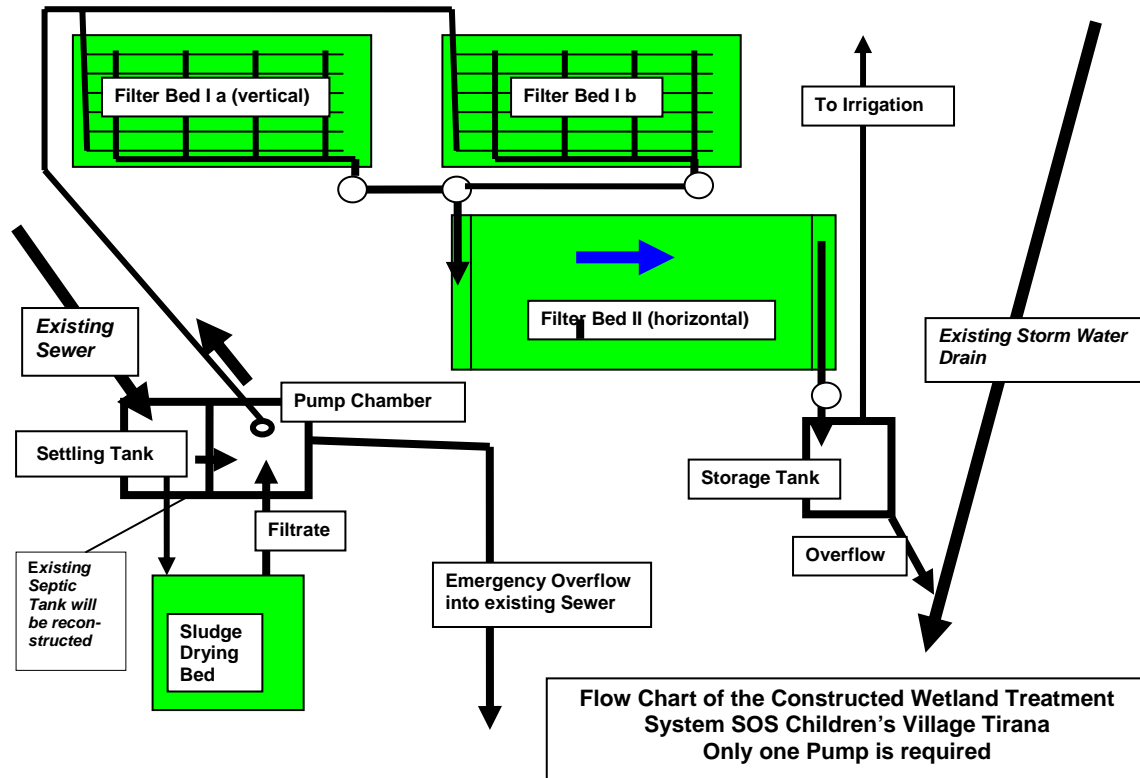 Filter Bed I a (vertical)
Filter Bed I b
To Irrigation
Existing
Sewer
Filter Bed II (horizontal)
Existing Storm Water
Drain
Pump Chamber
Settling Tank
Storage Tank
Filtrate
Overflow
Existing
Septic
Tank will
be recon-
structed
Emergency Overflow
into existing Sewer
Sludge
Drying
Bed
Flow Chart of the Constructed Wetland Treatment
System SOS Children’s Village Tirana
Only one Pump is required